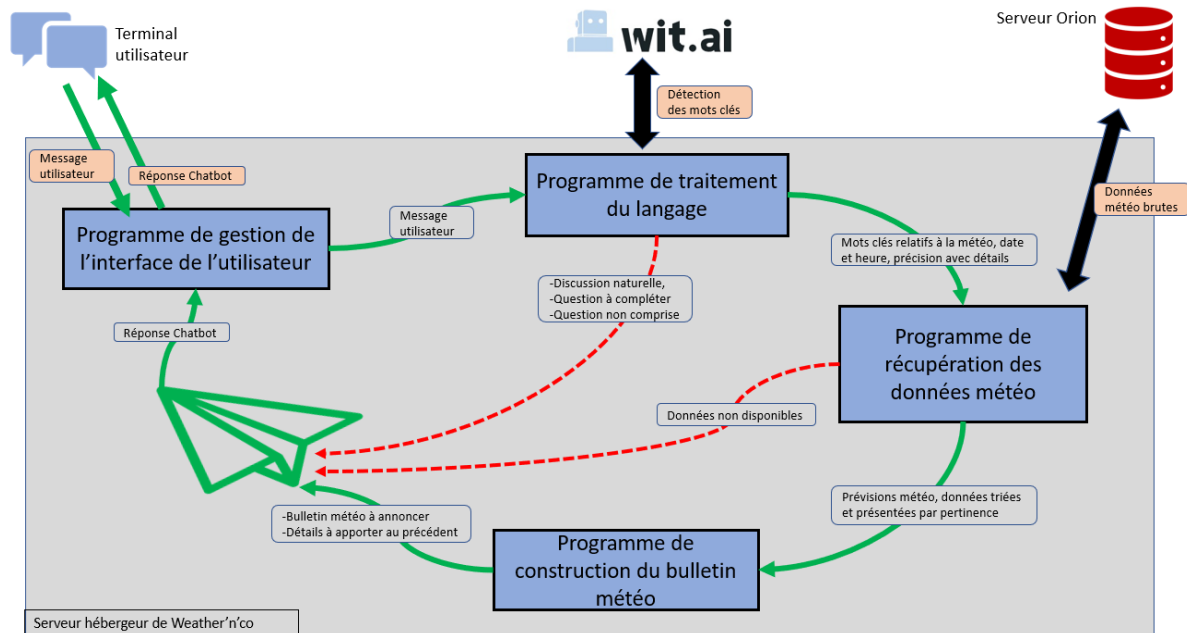 Terminal
utilisateur
wit.ai
Serveur Orion
Détection
des mots clés
Message
utilisateur
Réponse Chatbot
Programme de traitement
du langage
Données
météo brutes
Programme de gestion de
l'interface de l'utilisateur
Message
utilisateur
Mots clés relatifs à la météo, date
et heure, précision avec détails
-Discussion naturelle,
-Question à compléter
-Question non comprise
Réponse Chatbot
Programme de
récupération des
données météo
Données non disponibles
Prévisions météo, données triées
et présentées par pertinence
-Bulletin météo à annoncer
-Détails à apporter au précédent
Programme de
construction du bulletin
météo
Serveur hébergeur de Weather'n'co